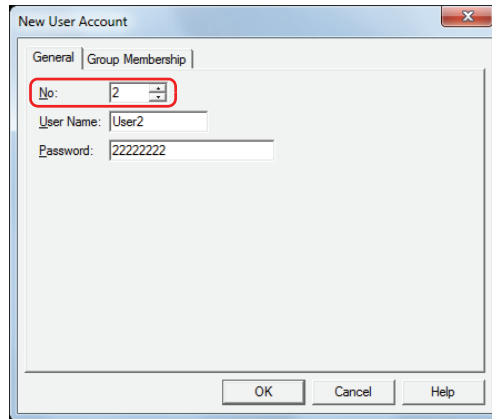 New User Account
General Group Membership
No: 2
User Name: User2
Password: 22222222
OK Cancel Help